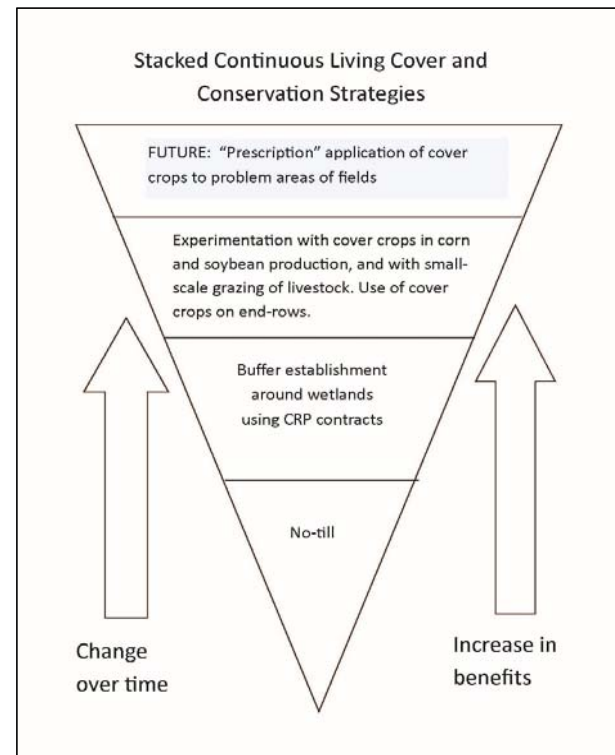 Stacked Continuous Living Cover and
Conservation Strategies
FUTURE: “Prescription” application of cover
crops to problem areas of fields
Experimentation with cover crops in corn
and soybean production, and with small-
scale grazing of livestock. Use of cover
crops on end-rows.
Buffer establishment
around wetlands
using CRP contracts
No-till
Change
over time
Increase in
benefits